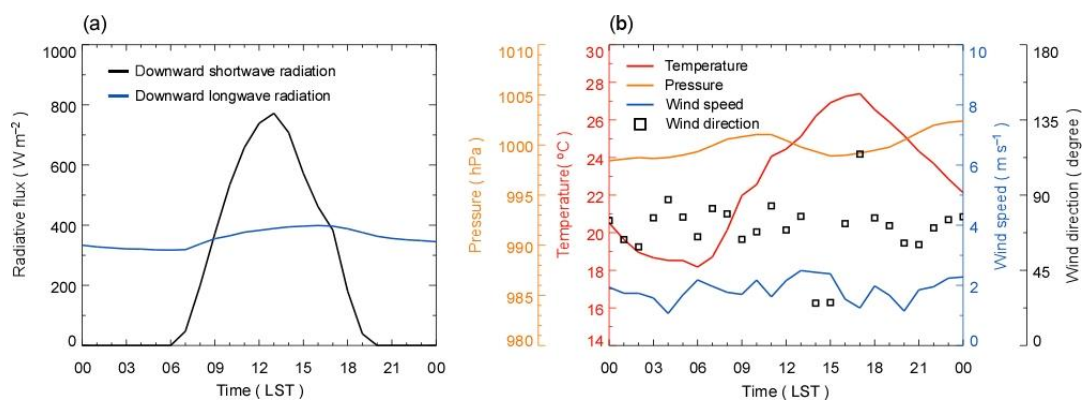 (a)
1000
800
600
400
200
0
Radiative flux ( W m⁻²)
Downward shortwave radiation
Downward longwave radiation
00 03 06 09 12 15 18 21 00
Time ( LST )
(b)
1010
1005
1000
995
990
985
980
Pressure ( hPa )
30
28
26
24
22
20
18
16
14
Temperature( °C)
Temperature
Pressure
Wind speed
Wind direction
10
8
6
4
2
0
Wind speed ( m s⁻¹)
180
135
90
45
0
Wind direction ( degree )
00 03 06 09 12 15 18 21 00
Time ( LST )